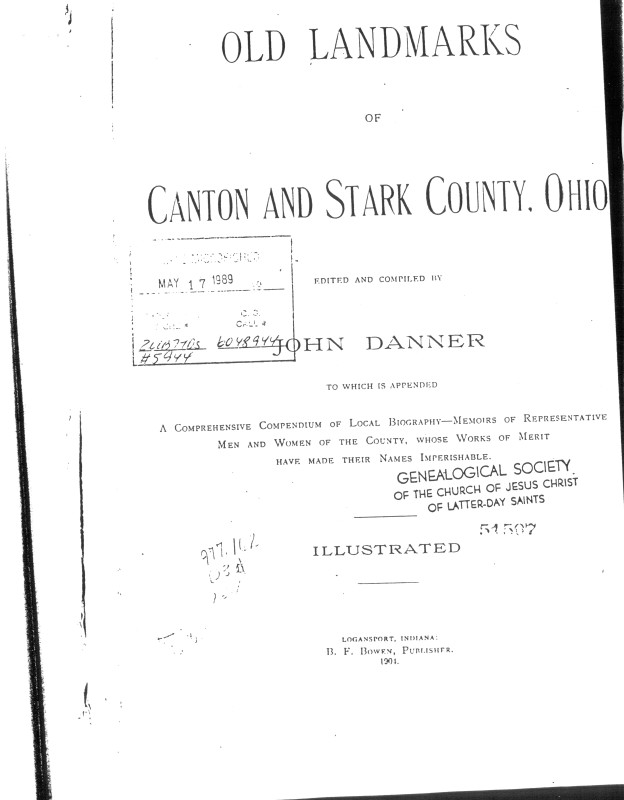 OLD LANDMARKS
OF
CANTON AND STARK COUNTY, OHIO
MAY 17 1989
EDITED AND COMPILED BY
CALL #
6048944
#5944
JOHN DANNER
TO WHICH IS APPENDED
A COMPREHENSIVE COMPENDIUM OF LOCAL BIOGRAPHY—MEMOIRS OF REPRESENTATIVE
MEN AND WOMEN OF THE COUNTY, WHOSE WORKS OF MERIT
HAVE MADE THEIR NAMES IMPERISHABLE.
GENEALOGICAL SOCIETY
OF THE CHURCH OF JESUS CHRIST
OF LATTER-DAY SAINTS
51507
ILLUSTRATED
LOGANSPORT, INDIANA:
B. F. BOWEN, PUBLISHER.
1904.